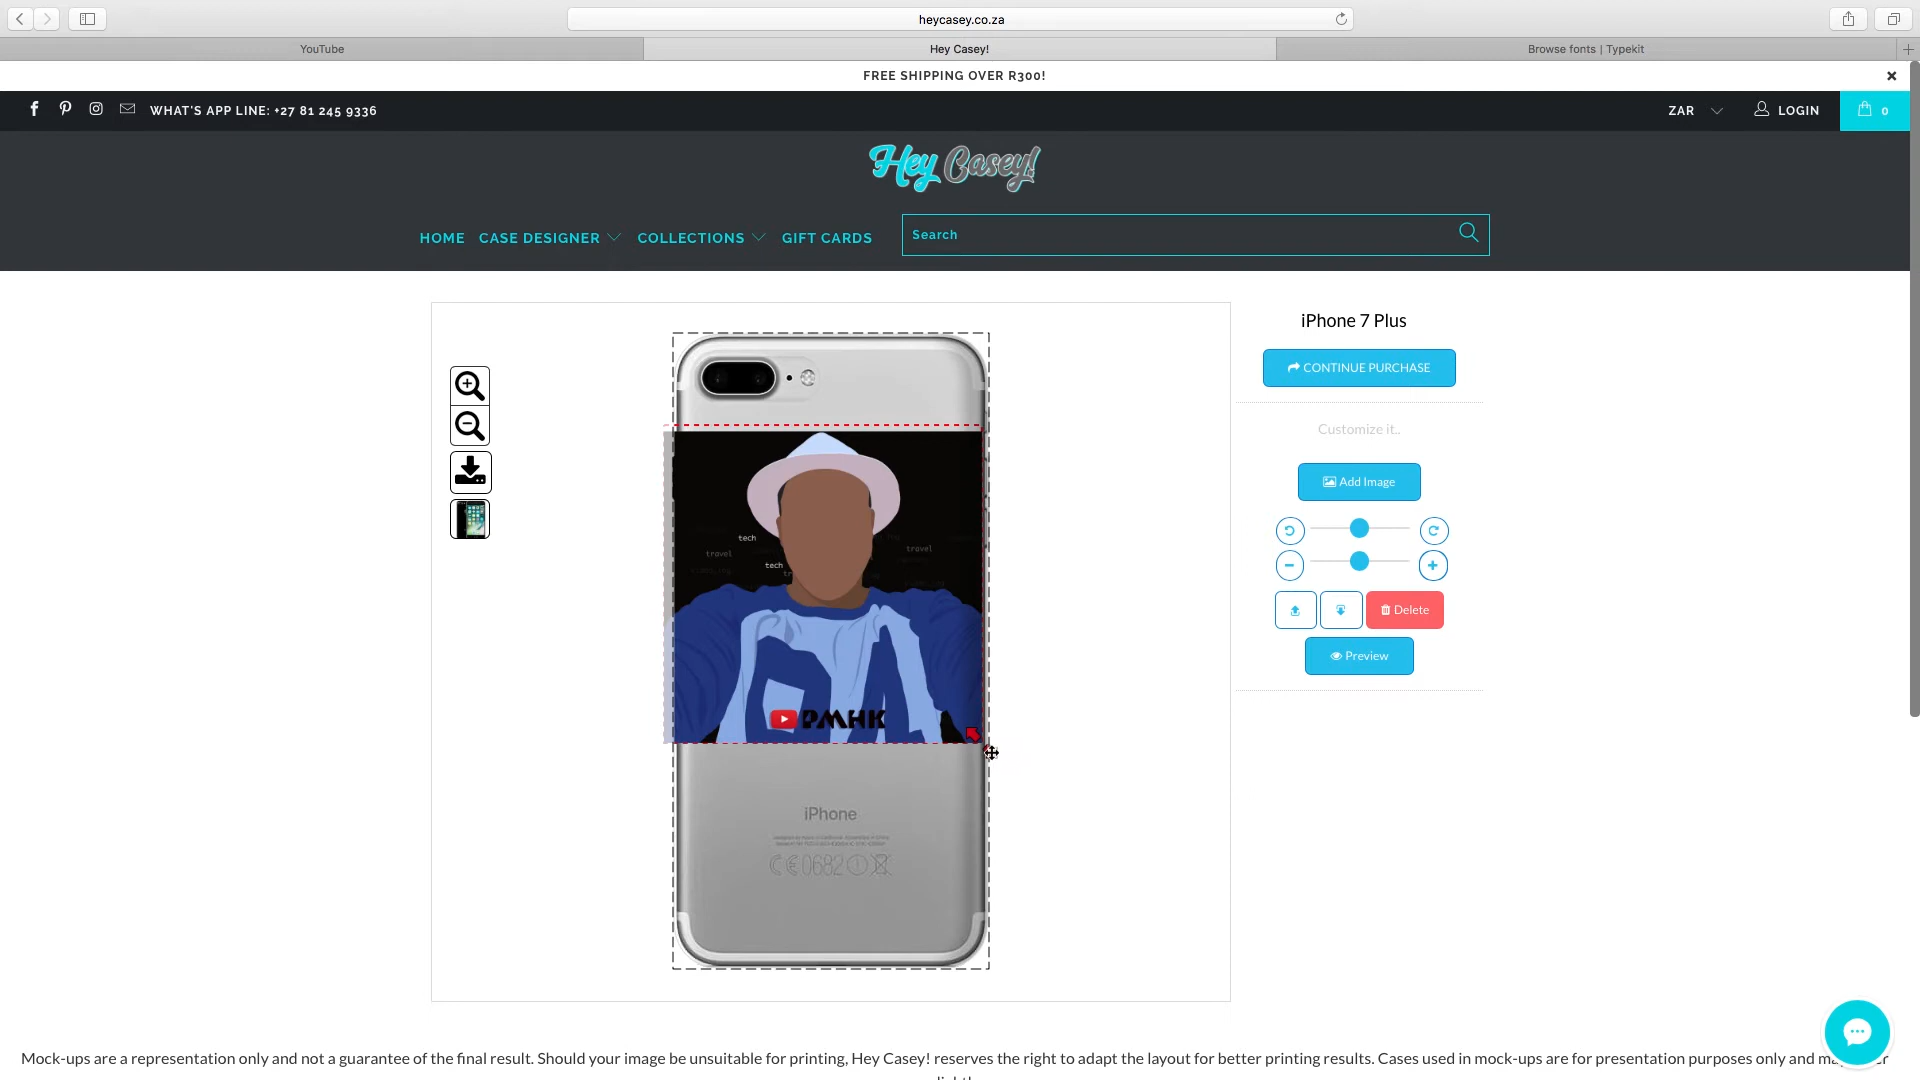 heycasey.co.za
YouTube
Hey Casey!
Browse fonts | Typekit
FREE SHIPPING OVER R300!
WHAT'S APP LINE: +27 81 245 9336
ZAR
LOGIN
0
Hey Casey!
HOME
CASE DESIGNER
COLLECTIONS
GIFT CARDS
Search
iPhone 7 Plus
CONTINUE PURCHASE
Customize it..
Add Image
Delete
Preview
tech
travel
travel
tech
PMHK
iPhone
CE0682
Mock-ups are a representation only and not a guarantee of the final result. Should your image be unsuitable for printing, Hey Casey! reserves the right to adapt the layout for better printing results. Cases used in mock-ups are for presentation purposes only and